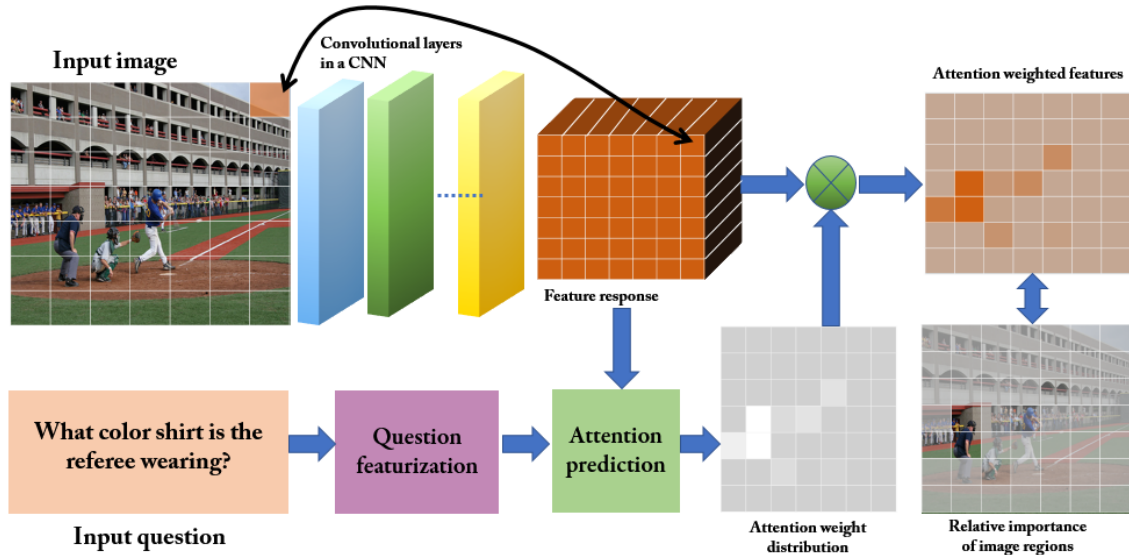 Input image
Convolutional layers
in a CNN
Attention weighted features
Feature response
What color shirt is the
referee wearing?
Question
featurization
Attention
prediction
Input question
Attention weight
distribution
Relative importance
of image regions